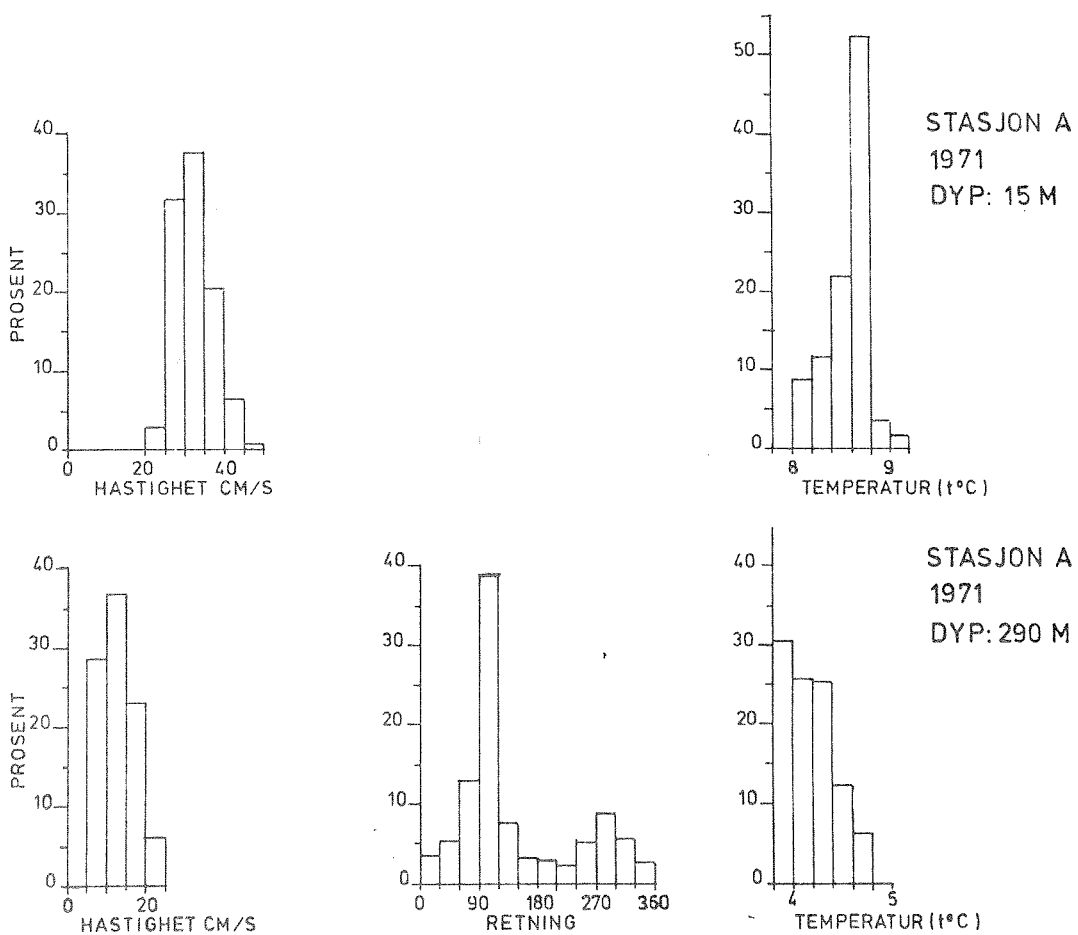 50
40
30
20
10
0
8 9
TEMPERATUR (t°C)
STASJON A
1971
DYP: 15 M
40
30
20
10
0
PROSENT
0 20 40
HASTIGHET CM/S
40
30
20
10
0
PROSENT
0 20
HASTIGHET CM/S
40
30
20
10
0
0 90 180 270 360
RETNING
40
30
20
10
0
4 5
TEMPERATUR (t°C)
STASJON A
1971
DYP: 290 M